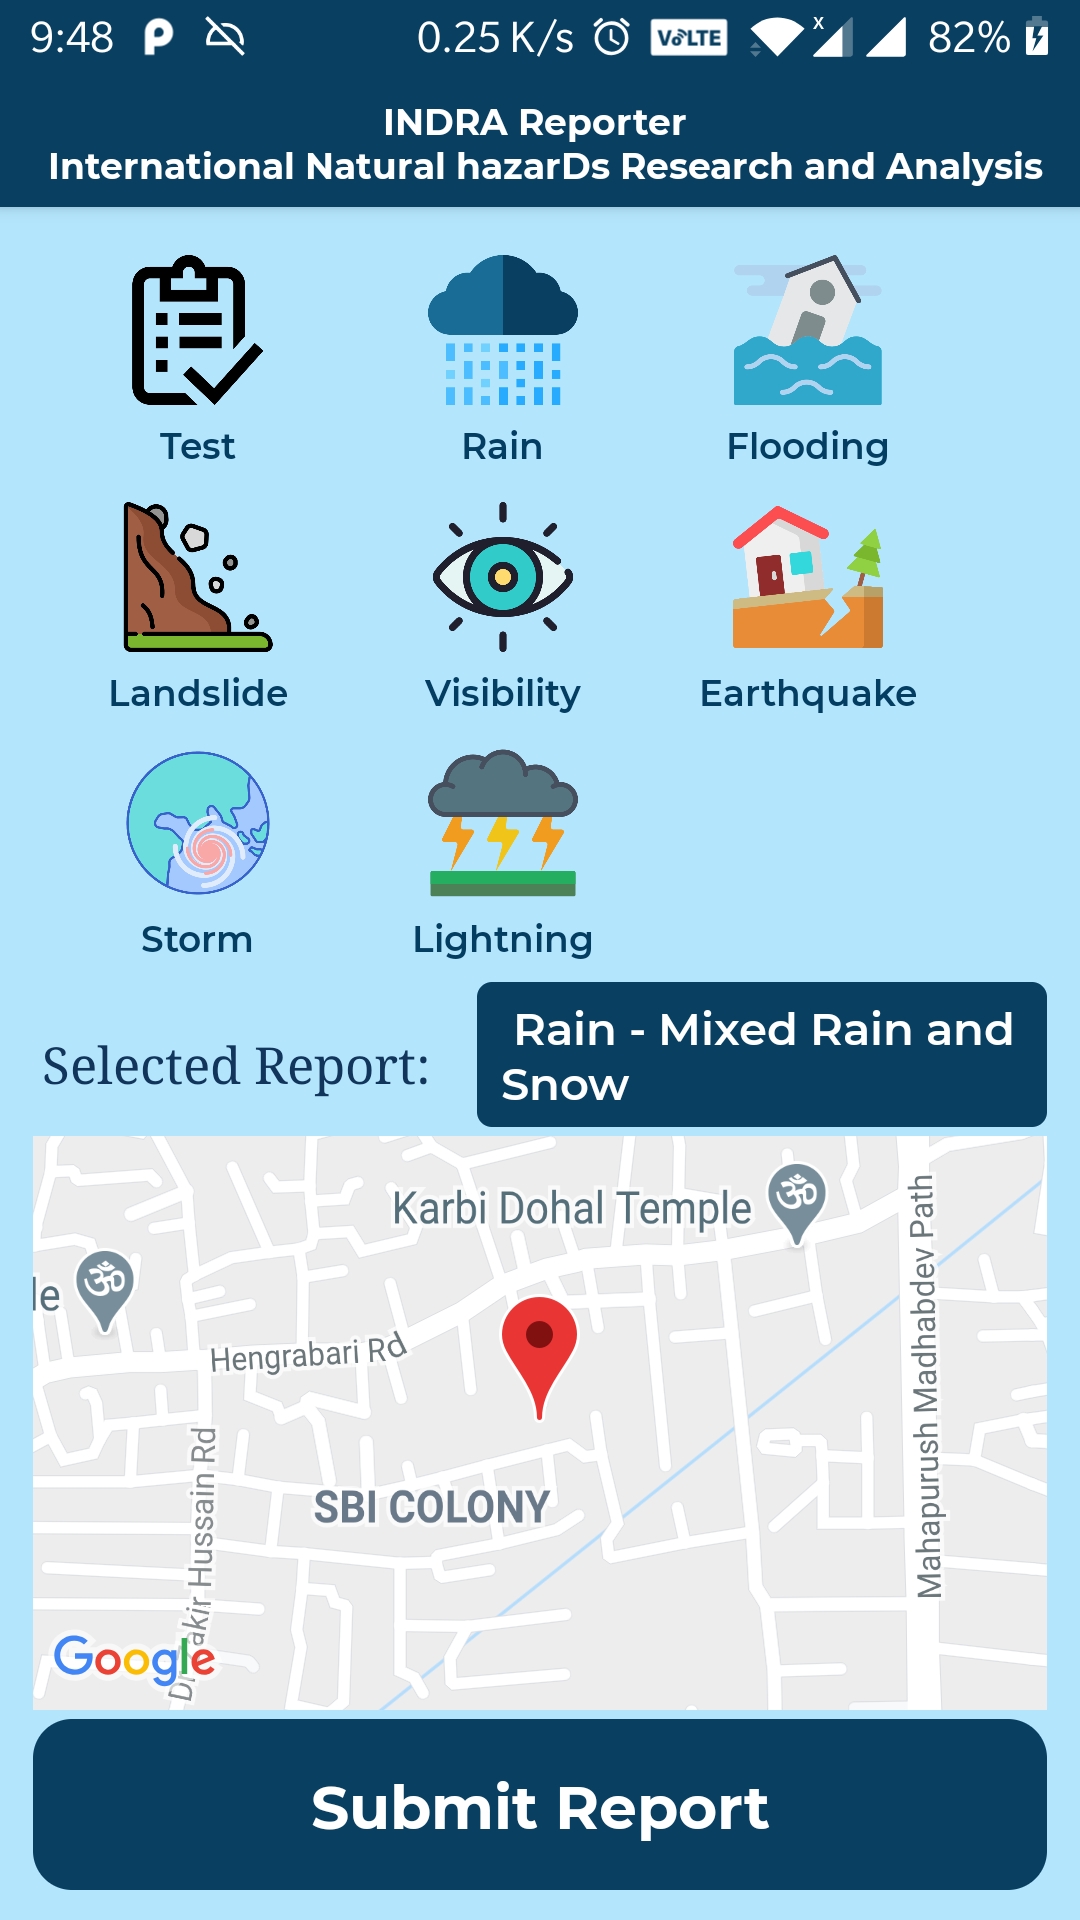 9:48 0.25 K/s VoLTE x 82%
INDRA Reporter
International Natural hazarDs Research and Analysis
Test Rain Flooding
Landslide Visibility Earthquake
Storm Lightning
Selected Report:
Rain - Mixed Rain and
Snow
Karbi Dohal Temple
ॐ
ॐ
le
Hengrabari Rd
Mahapurush Madhabdev Path
akir Hussain Rd
SBI COLONY
Google
Submit Report